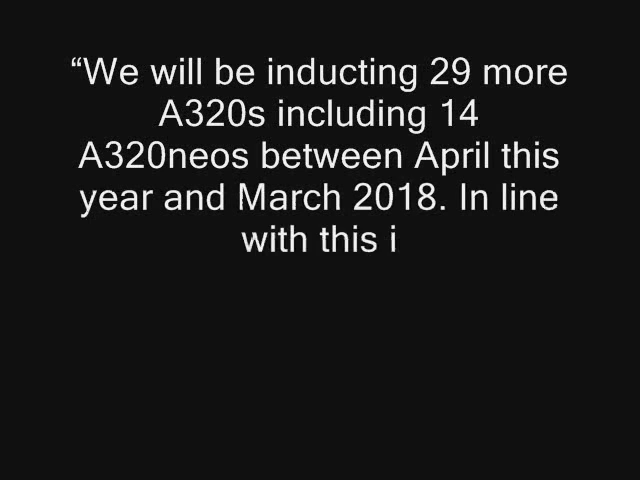 “We will be inducting 29 more
A320s including 14
A320neos between April this
year and March 2018. In line
with this i